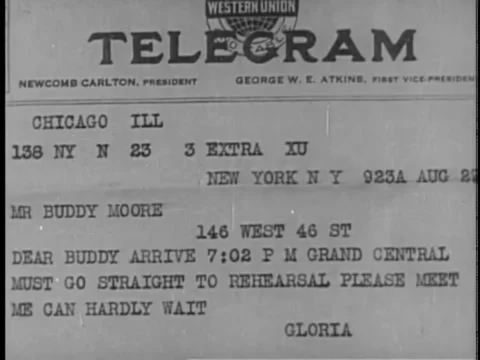 WESTERN UNION
TELEGRAM
NEWCOMB CARLTON, PRESIDENT GEORGE W. E. ATKINS, FIRST VICE-PRESIDENT
CHICAGO ILL
138 NY N 23 3 EXTRA XU
NEW YORK N Y 923A AUG 27
MR BUDDY MOORE
146 WEST 46 ST
DEAR BUDDY ARRIVE 7:02 P M GRAND CENTRAL
MUST GO STRAIGHT TO REHEARSAL PLEASE MEET
ME CAN HARDLY WAIT
GLORIA